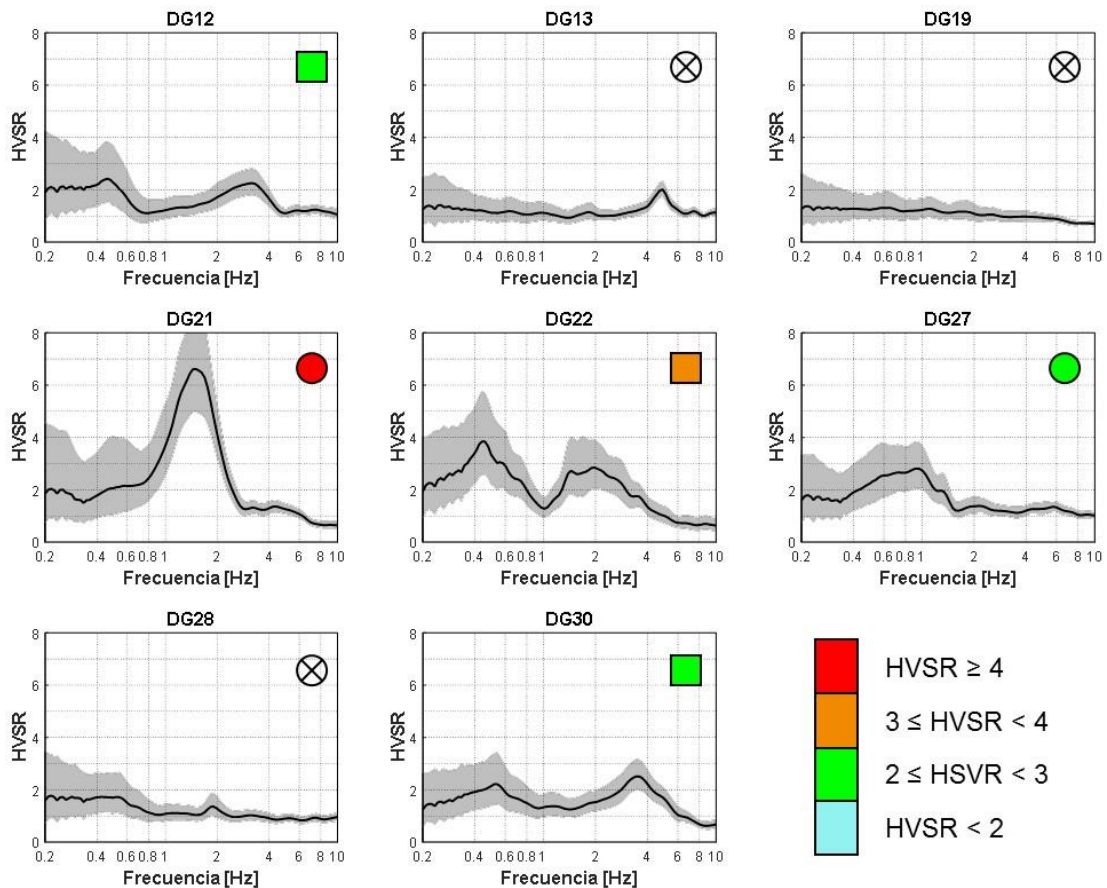 DG12
8
6
4
2
0
HVSR
0.2 0.4 0.6 0.8 1 2 4 6 8 10
Frecuencia [Hz]
DG13
8
6
4
2
0
HVSR
0.2 0.4 0.6 0.8 1 2 4 6 8 10
Frecuencia [Hz]
DG19
8
6
4
2
0
HVSR
0.2 0.4 0.6 0.8 1 2 4 6 8 10
Frecuencia [Hz]
DG21
8
6
4
2
0
HVSR
0.2 0.4 0.6 0.8 1 2 4 6 8 10
Frecuencia [Hz]
DG22
8
6
4
2
0
HVSR
0.2 0.4 0.6 0.8 1 2 4 6 8 10
Frecuencia [Hz]
DG27
8
6
4
2
0
HVSR
0.2 0.4 0.6 0.8 1 2 4 6 8 10
Frecuencia [Hz]
DG28
8
6
4
2
0
HVSR
0.2 0.4 0.6 0.8 1 2 4 6 8 10
Frecuencia [Hz]
DG30
8
6
4
2
0
HVSR
0.2 0.4 0.6 0.8 1 2 4 6 8 10
Frecuencia [Hz]
HVSR ≥ 4
3 ≤ HVSR < 4
2 ≤ HSVR < 3
HVSR < 2